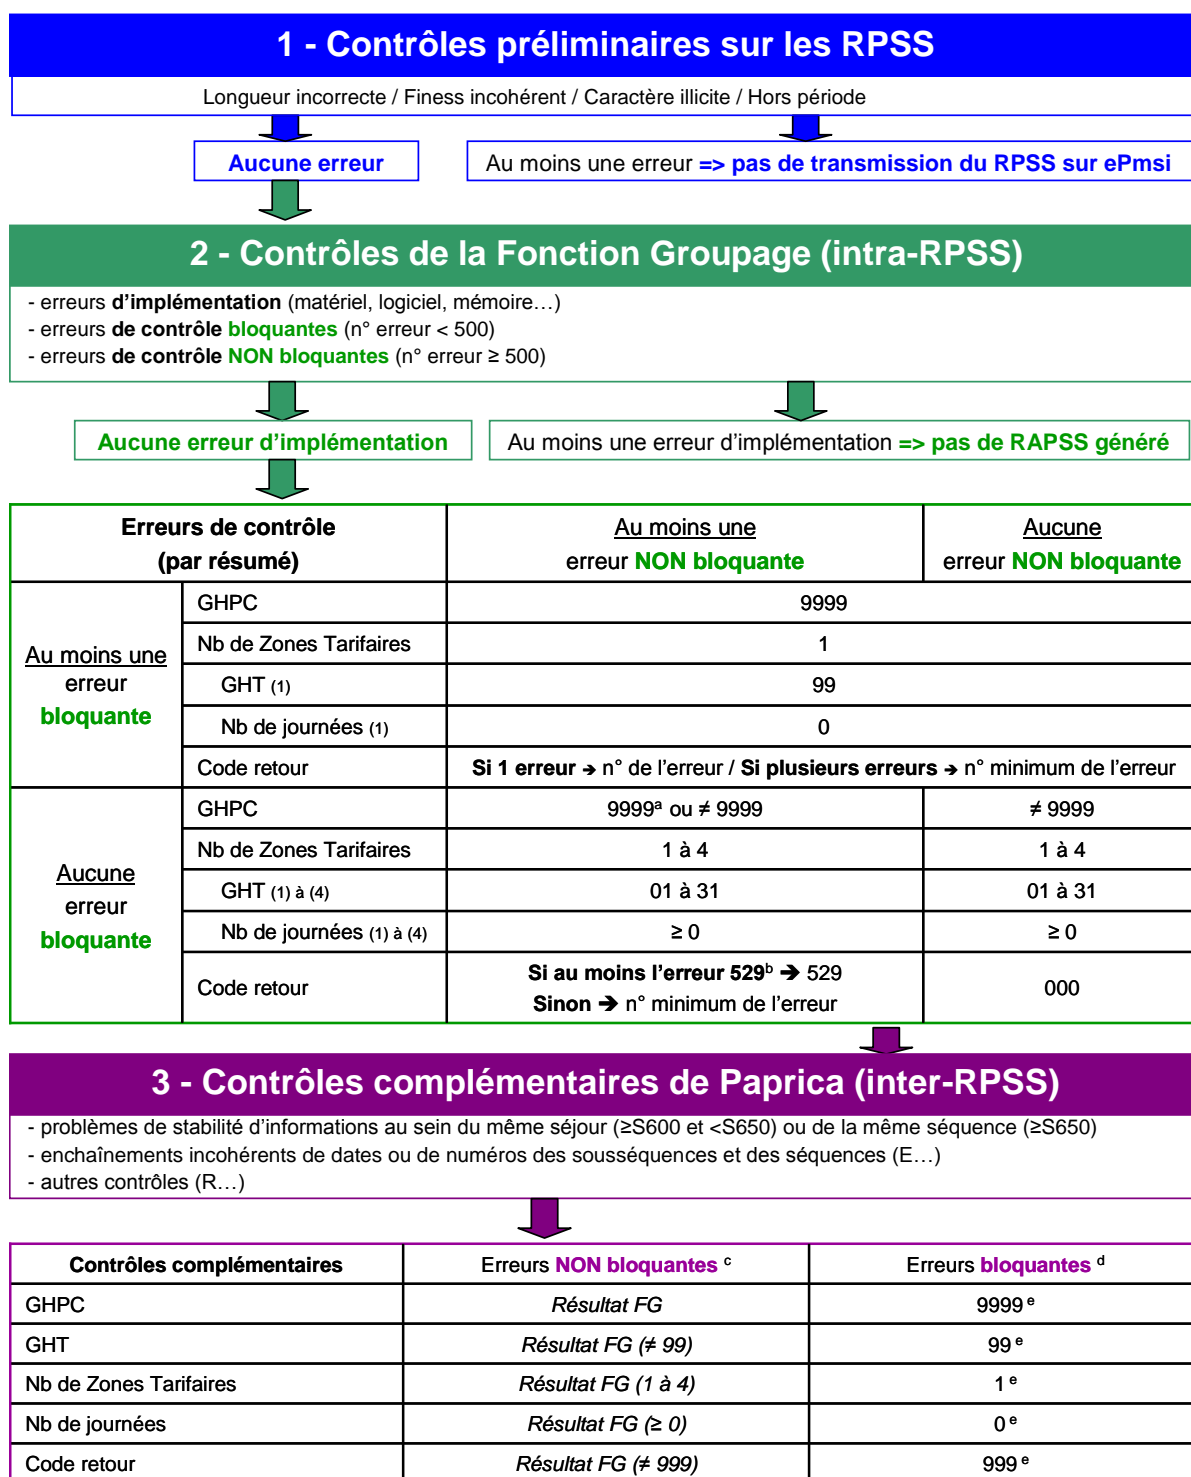 1 - Contrôles préliminaires sur les RPSS
Longueur incorrecte / Finess incohérent / Caractère illicite / Hors période
Aucune erreur
Au moins une erreur => pas de transmission du RPSS sur ePmsi
2 - Contrôles de la Fonction Groupage (intra-RPSS)
- erreurs d'implémentation (matériel, logiciel, mémoire…)
- erreurs de contrôle bloquantes (n° erreur < 500)
- erreurs de contrôle NON bloquantes (n° erreur ≥ 500)
Aucune erreur d'implémentation
Au moins une erreur d'implémentation => pas de RAPSS généré
Erreurs de contrôle
(par résumé)
Au moins une
erreur NON bloquante
Aucune
erreur NON bloquante
Au moins une
erreur
bloquante
GHPC
9999
Nb de Zones Tarifaires
1
GHT (1)
99
Nb de journées (1)
0
Code retour
Si 1 erreur ➔ n° de l'erreur / Si plusieurs erreurs ➔ n° minimum de l'erreur
Aucune
erreur
bloquante
GHPC
9999ᵃ ou ≠ 9999
≠ 9999
Nb de Zones Tarifaires
1 à 4
1 à 4
GHT (1) à (4)
01 à 31
01 à 31
Nb de journées (1) à (4)
≥ 0
≥ 0
Code retour
Si au moins l'erreur 529ᵇ ➔ 529
Sinon ➔ n° minimum de l'erreur
000
3 - Contrôles complémentaires de Paprica (inter-RPSS)
- problèmes de stabilité d'informations au sein du même séjour (≥S600 et <S650) ou de la même séquence (≥S650)
- enchaînements incohérents de dates ou de numéros des sousséquences et des séquences (E…)
- autres contrôles (R…)
Contrôles complémentaires
Erreurs NON bloquantes ᶜ
Erreurs bloquantes ᵈ
GHPC
Résultat FG
9999 ᵉ
GHT
Résultat FG (≠ 99)
99 ᵉ
Nb de Zones Tarifaires
Résultat FG (1 à 4)
1 ᵉ
Nb de journées
Résultat FG (≥ 0)
0 ᵉ
Code retour
Résultat FG (≠ 999)
999 ᵉ